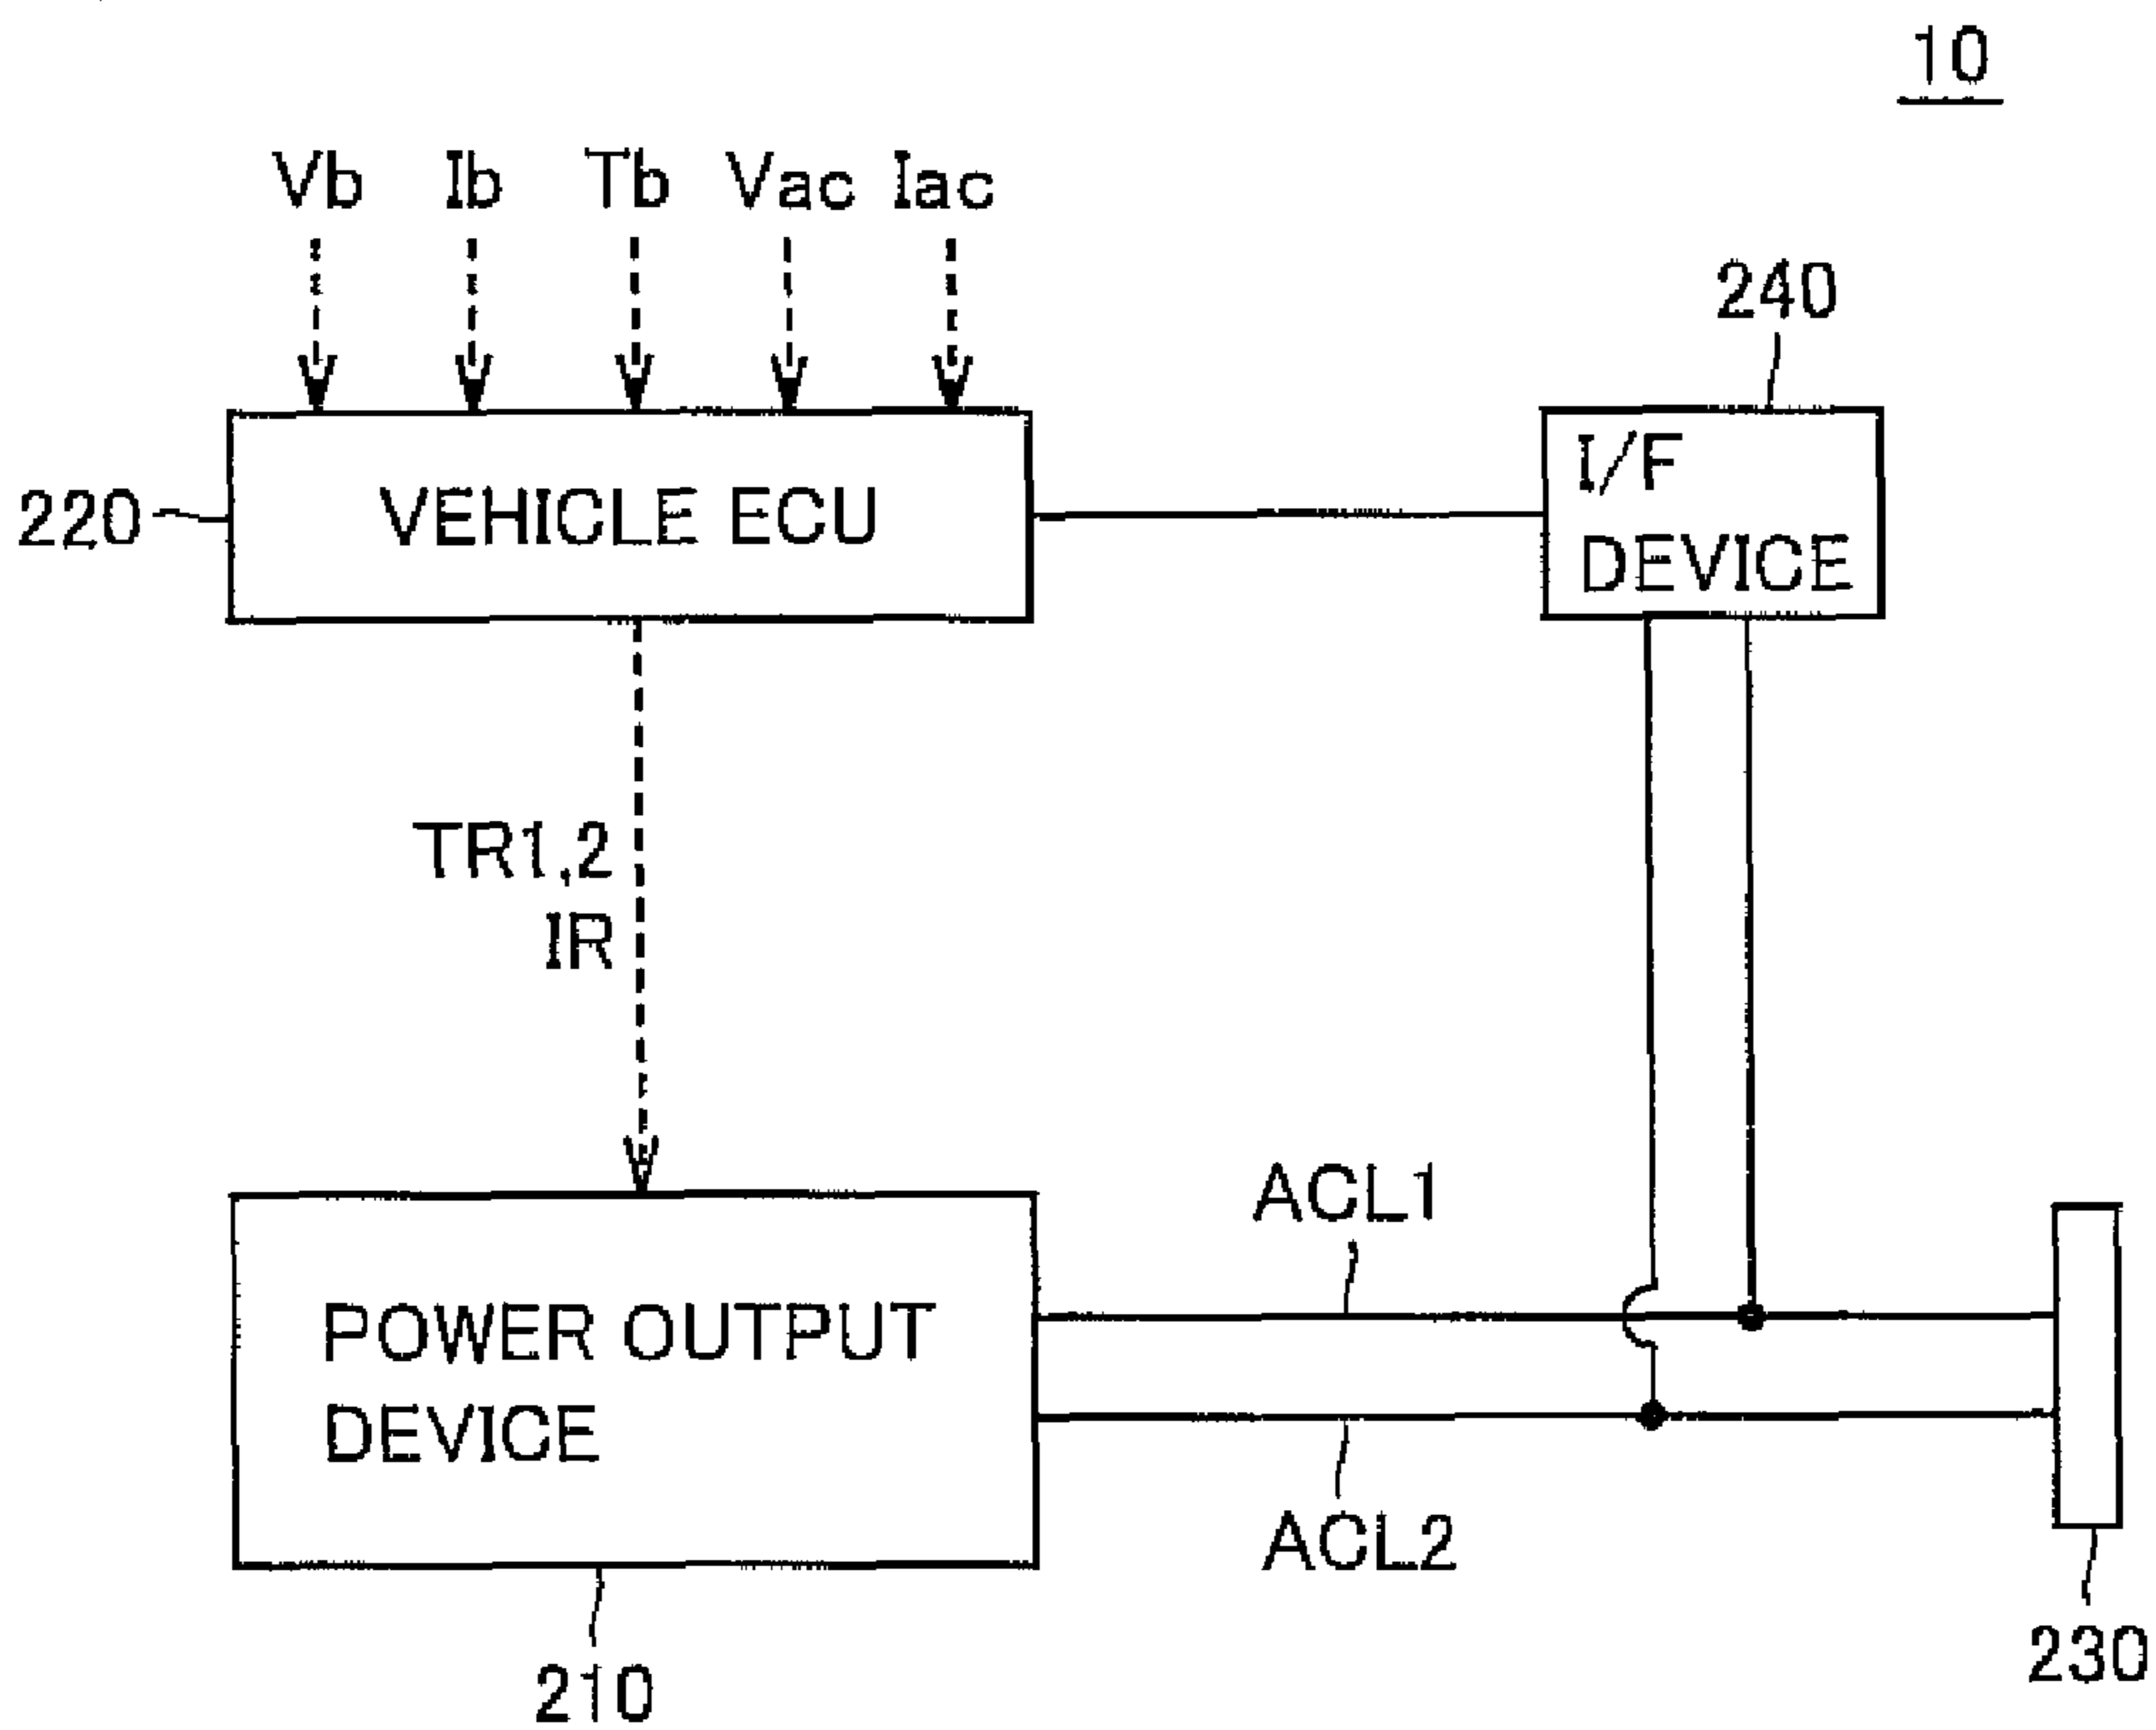 10
Vb Ib Tb Vac Iac
240
220
VEHICLE ECU
I/F
DEVICE
TR1,2
IR
ACL1
POWER OUTPUT
DEVICE
ACL2
210
230